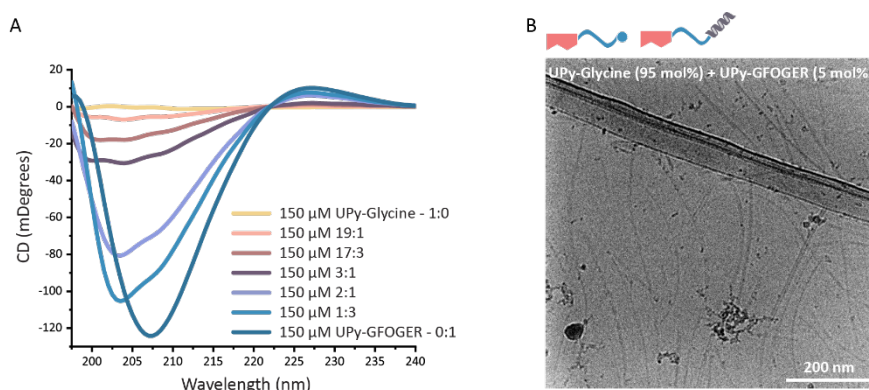 A
B
20
0
-20
-40
-60
-80
-100
-120
CD (mDegrees)
150 µM UPy-Glycine - 1:0
150 µM 19:1
150 µM 17:3
150 µM 3:1
150 µM 2:1
150 µM 1:3
150 µM UPy-GFOGER - 0:1
200 205 210 215 220 225 230 235 240
Wavelength (nm)
UPy-Glycine (95 mol%) + UPy-GFOGER (5 mol%
200 nm